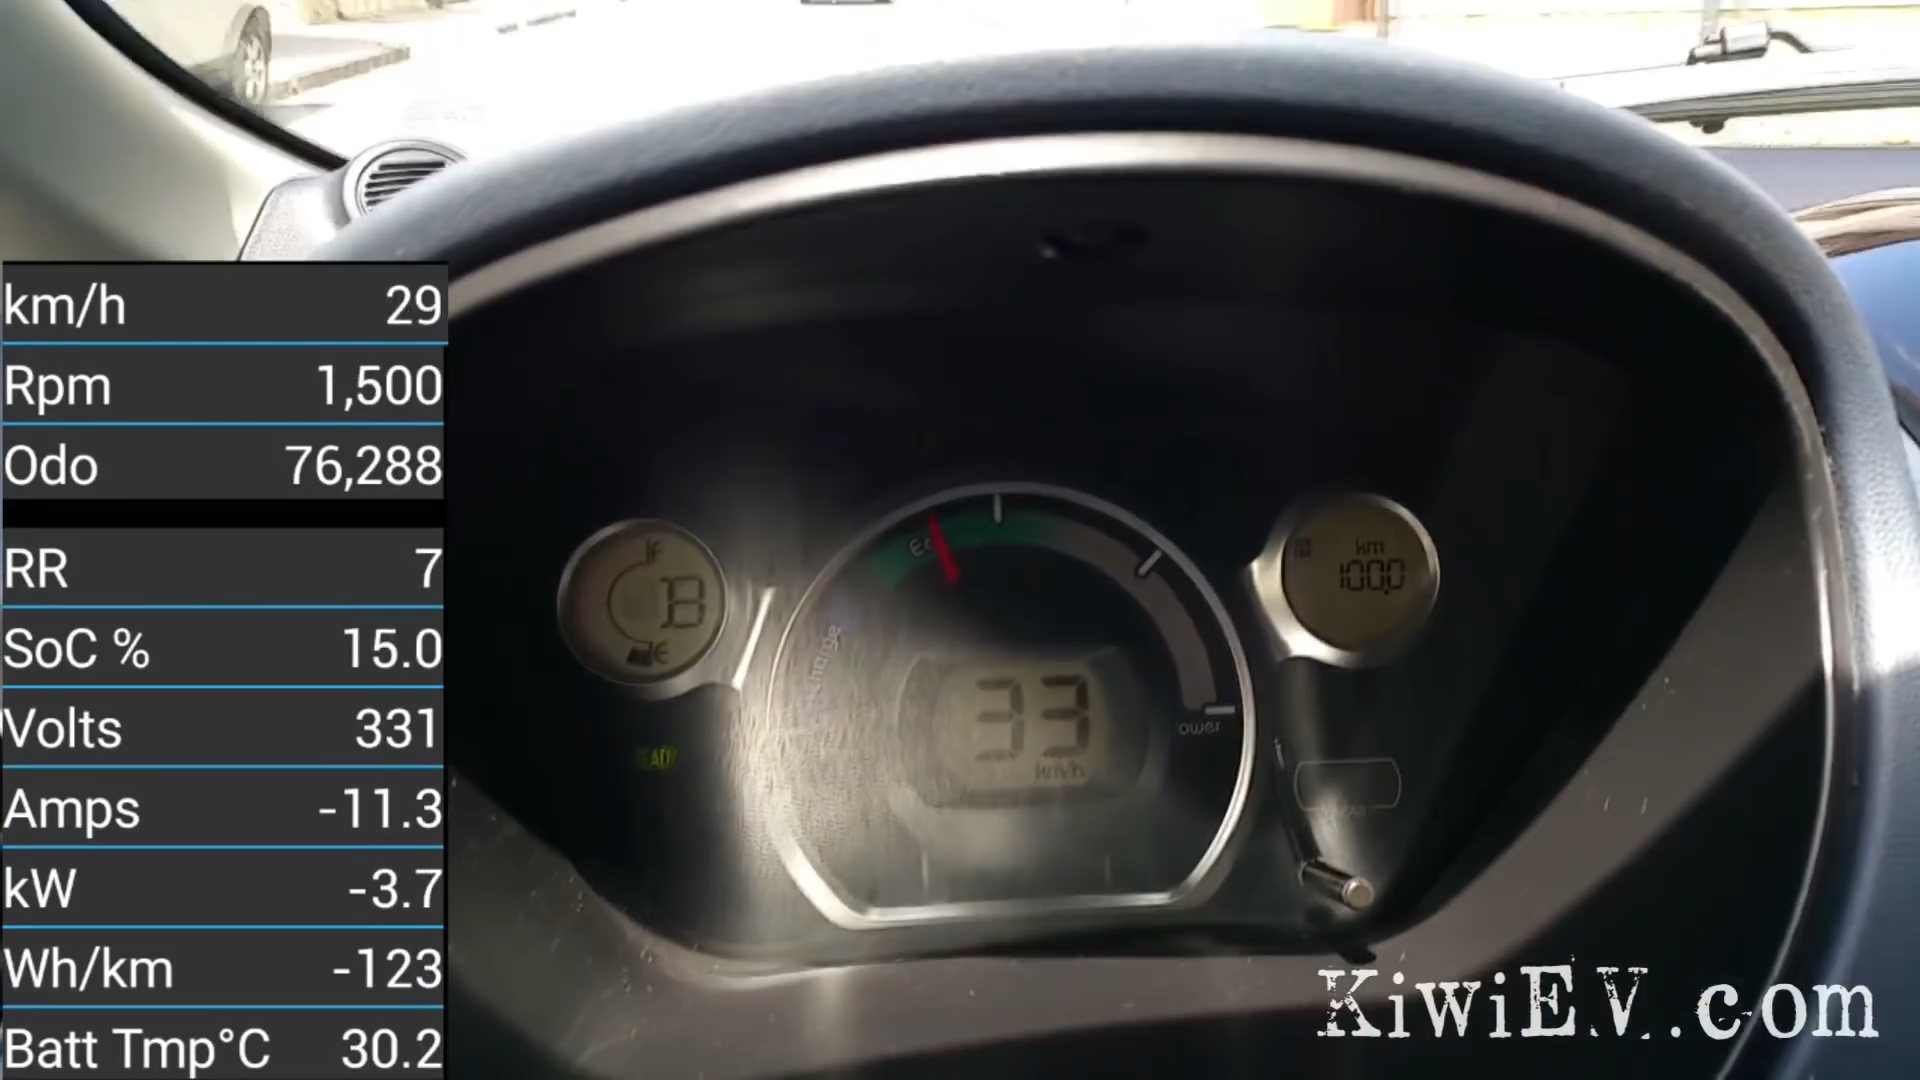 km/h 29
Rpm 1,500
Odo 76,288
RR 7
SoC % 15.0
Volts 331
Amps -11.3
kW -3.7
Wh/km -123
Batt Tmp°C 30.2
F
B
E
km
100.0
33
km/h
KiwiEV.com